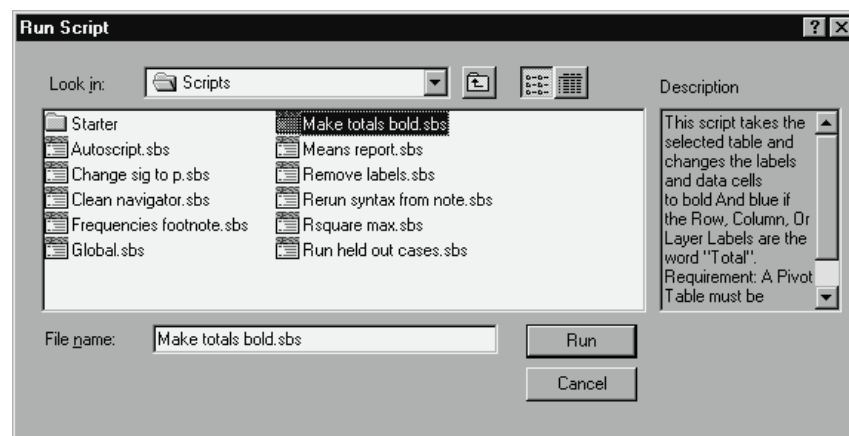 Run Script
Look in: Scripts
Description
Starter
Autoscript.sbs
Change sig to p.sbs
Clean navigator.sbs
Frequencies footnote.sbs
Global.sbs
Make totals bold.sbs
Means report.sbs
Remove labels.sbs
Rerun syntax from note.sbs
Rsquare max.sbs
Run held out cases.sbs
This script takes the
selected table and
changes the labels
and data cells
to bold And blue if
the Row, Column, Or
Layer Labels are the
word "Total".
Requirement: A Pivot
Table must be
File name: Make totals bold.sbs
Run
Cancel